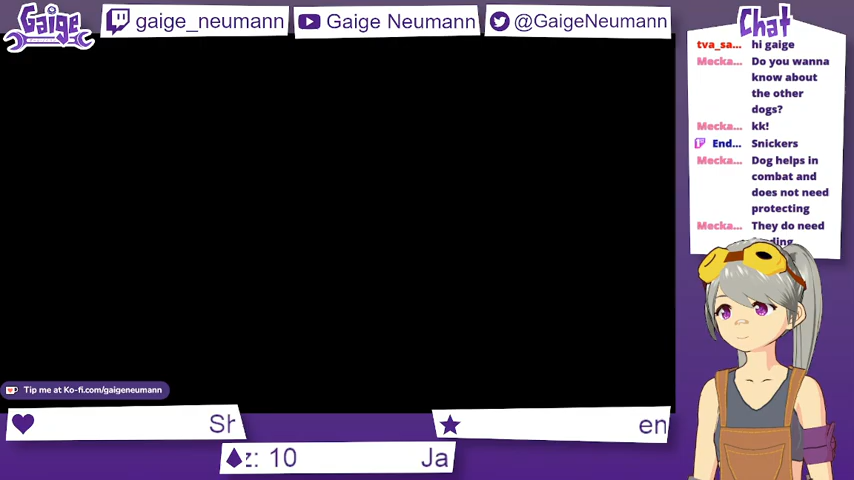 Gaige
gaige_neumann
Gaige Neumann
@GaigeNeumann
Chat
tva_sa... hi gaige
Mecka... Do you wanna
know about
the other
dogs?
Mecka... kk!
End... Snickers
Mecka... Dog helps in
combat and
does not need
protecting
Mecka... They do need
Tip me at Ko-fi.com/gaigeneumann
Sh
en
z: 10 Ja